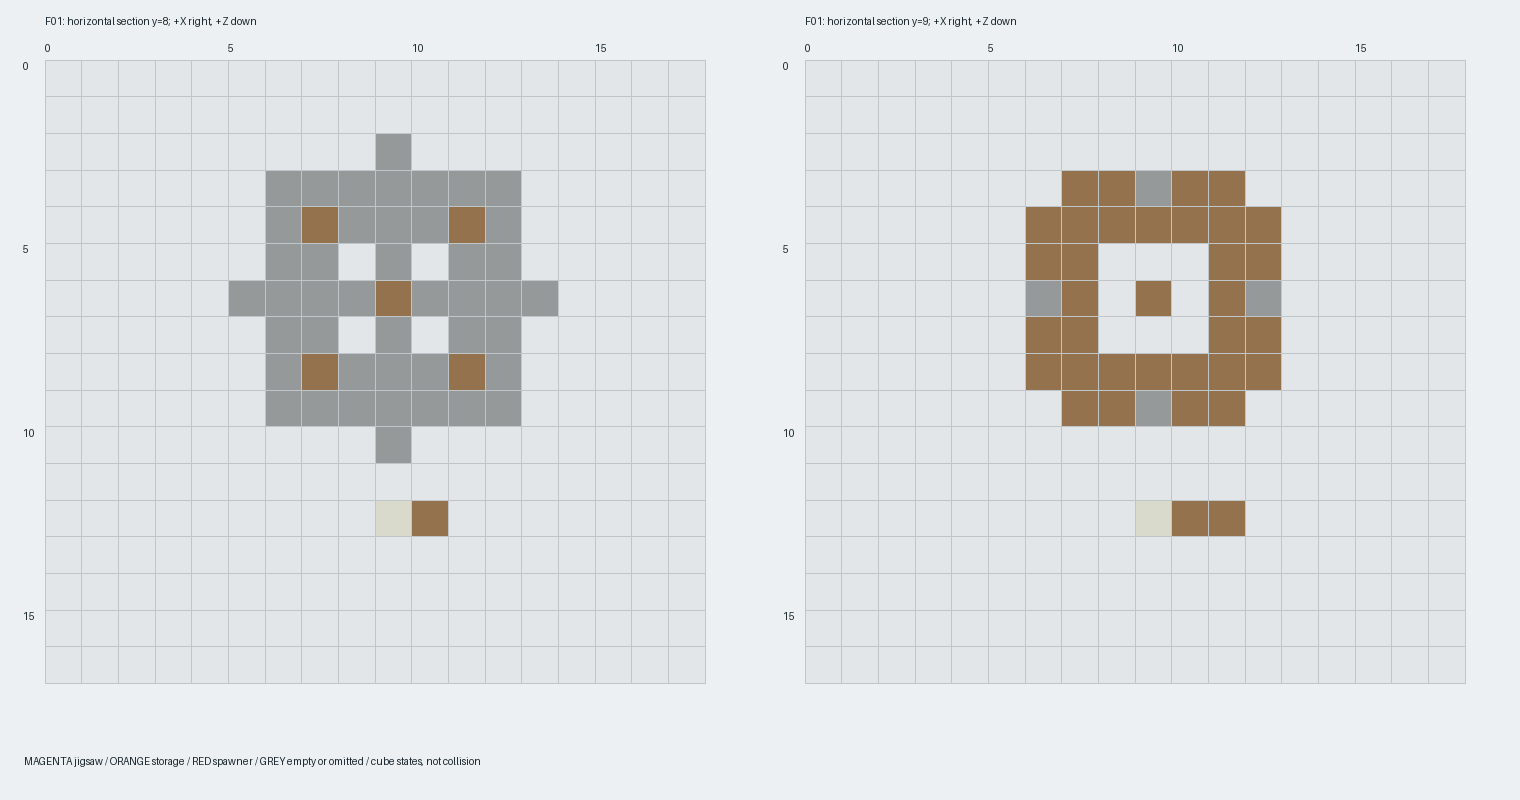 F01: horizontal section y=8; +X right, +Z down
F01: horizontal section y=9; +X right, +Z down
0 5 10 15
0 5 10 15
0 0
5 5
10 10
15 15
MAGENTA jigsaw / ORANGE storage / RED spawner / GREY empty or omitted / cube states, not collision